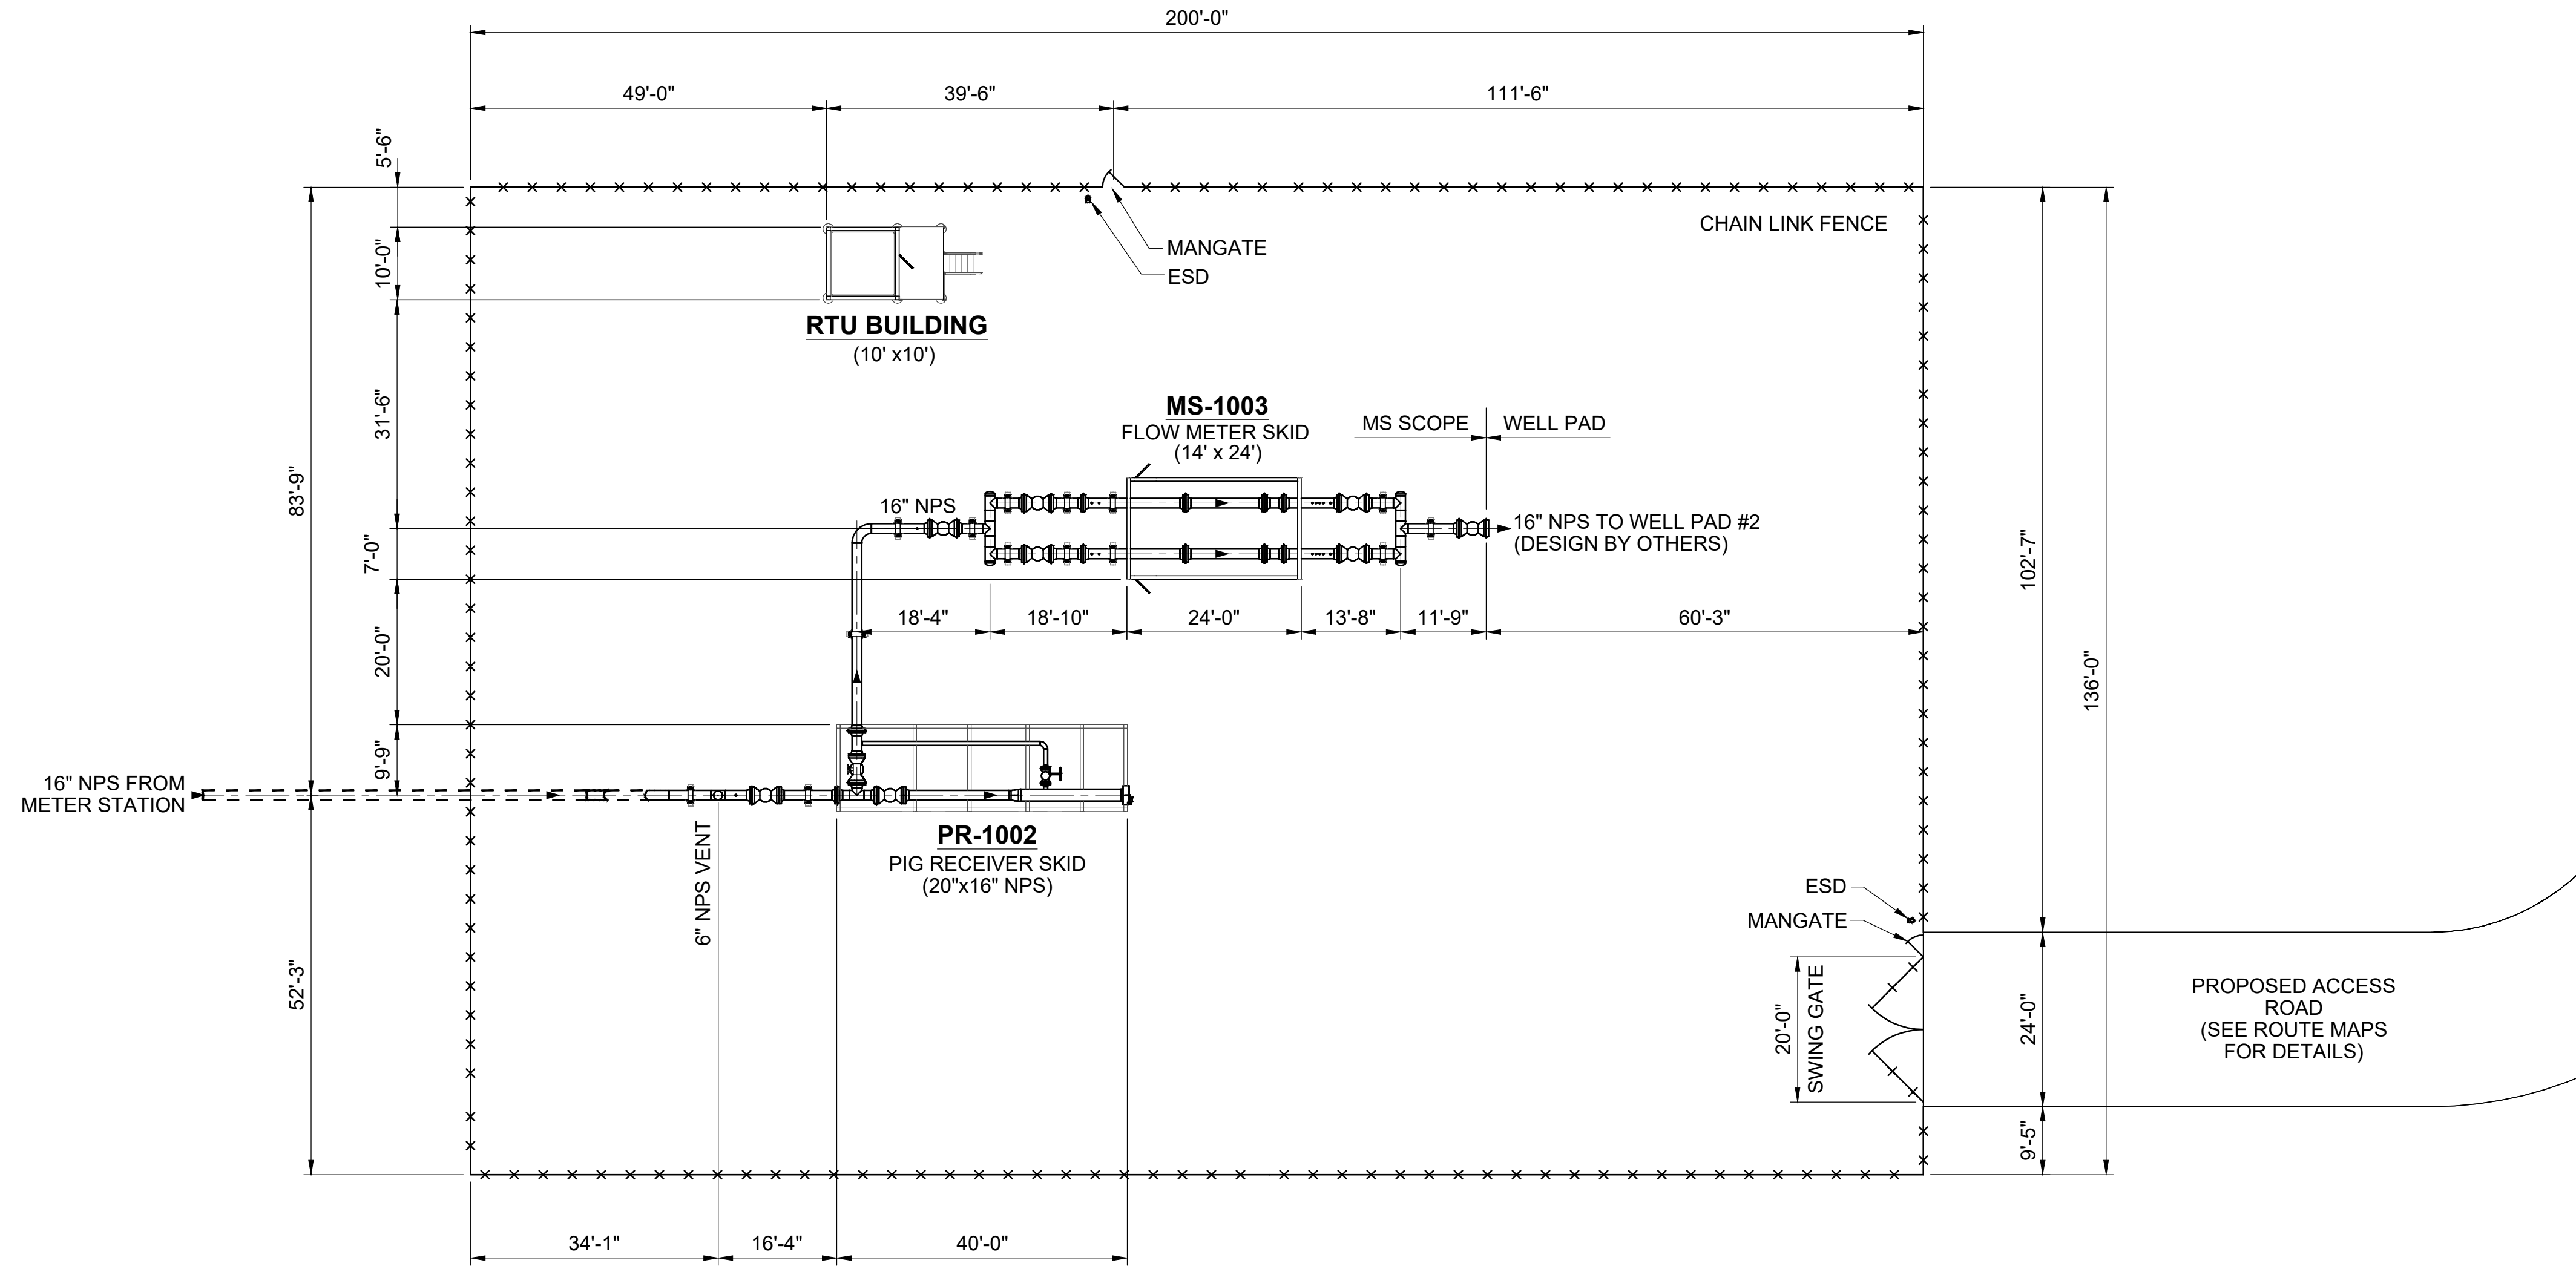 200'-0"
49'-0"
39'-6"
111'-6"
5'-6"
10'-0"
31'-6"
7'-0"
20'-0"
9'-9"
83'-9"
52'-3"
CHAIN LINK FENCE
MANGATE
ESD
RTU BUILDING
(10' x10')
MS-1003
FLOW METER SKID
(14' x 24')
MS SCOPE
WELL PAD
16" NPS
16" NPS TO WELL PAD #2
(DESIGN BY OTHERS)
18'-4"
18'-10"
24'-0"
13'-8"
11'-9"
60'-3"
102'-7"
136'-0"
16" NPS FROM
METER STATION
6" NPS VENT
PR-1002
PIG RECEIVER SKID
(20"x16" NPS)
ESD
MANGATE
20'-0"
SWING GATE
24'-0"
9'-5"
PROPOSED ACCESS
ROAD
(SEE ROUTE MAPS
FOR DETAILS)
34'-1"
16'-4"
40'-0"